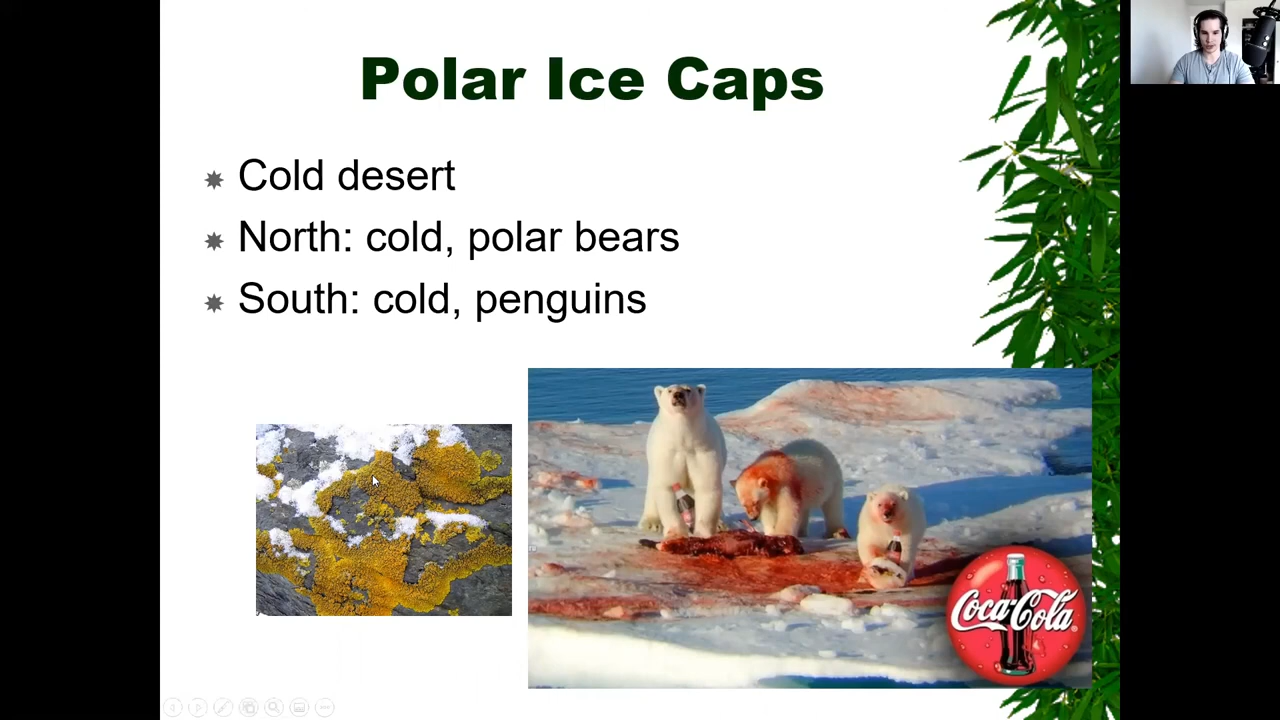 Polar Ice Caps
Cold desert
North: cold, polar bears
South: cold, penguins
Coca-Cola